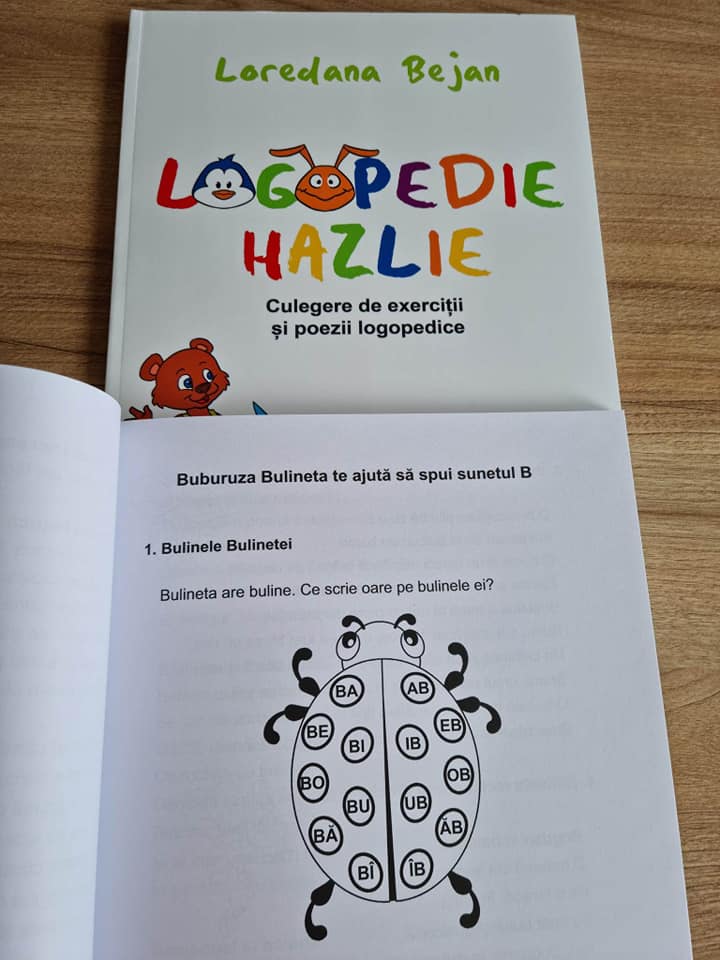 Loredana Bejan
LOGOPEDIE
HAZLIE
Culegere de exerciții
și poezii logopedice
Buburuza Bulineta te ajută să spui sunetul B
1. Bulinele Bulinetei
Bulineta are buline. Ce scrie oare pe bulinele ei?
BA AB
BE EB
BI IB
BO OB
BU UB
BĂ ĂB
BÎ ÎB